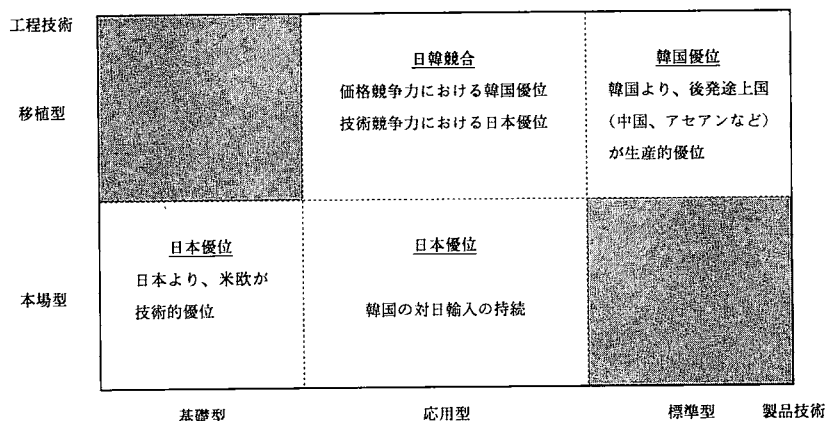 工程技術
移植型
日韓競合
価格競争力における韓国優位
技術競争力における日本優位
韓国優位
韓国より、後発途上国
(中国、アセアンなど)
が生産的優位
本場型
日本優位
日本より、米欧が
技術的優位
日本優位
韓国の対日輸入の持続
基礎型
応用型
標準型
製品技術